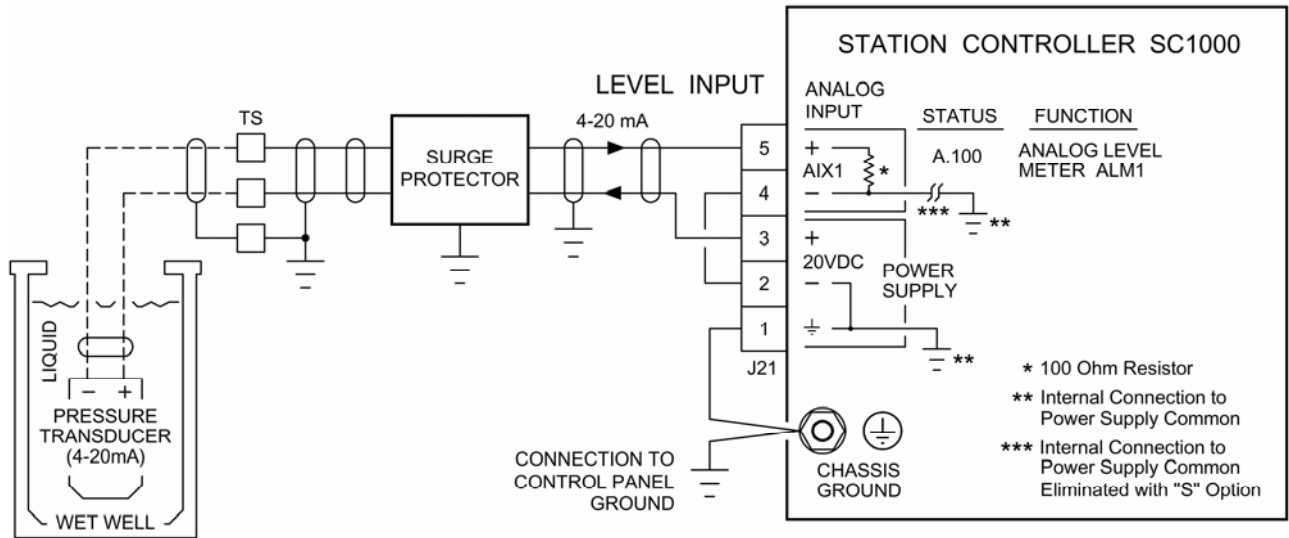 STATION CONTROLLER SC1000
LEVEL INPUT
ANALOG
INPUT
STATUS
FUNCTION
TS
4-20 mA
SURGE
PROTECTOR
5
+
AIX1
*
A.100
ANALOG LEVEL
METER ALM1
4
−
***
**
3
+
20VDC
POWER
SUPPLY
2
−
1
**
J21
LIQUID
− +
PRESSURE
TRANSDUCER
(4-20mA)
WET WELL
CONNECTION TO
CONTROL PANEL
GROUND
CHASSIS
GROUND
* 100 Ohm Resistor
** Internal Connection to
Power Supply Common
*** Internal Connection to
Power Supply Common
Eliminated with "S" Option